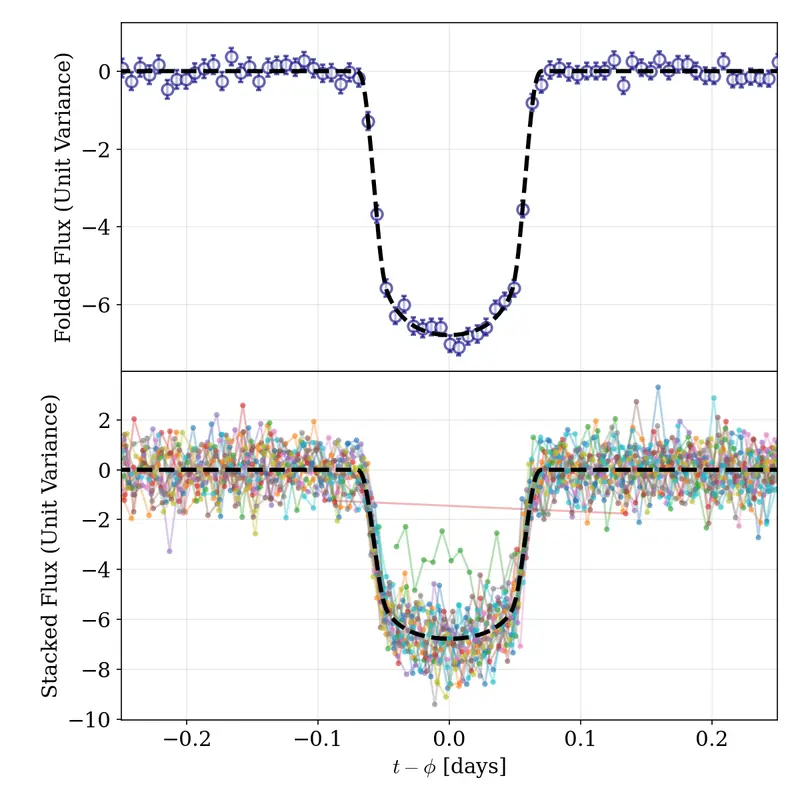 Folded Flux (Unit Variance)
0
−2
−4
−6
Stacked Flux (Unit Variance)
2
0
−2
−4
−6
−8
−10
−0.2 −0.1 0.0 0.1 0.2
t − ϕ [days]